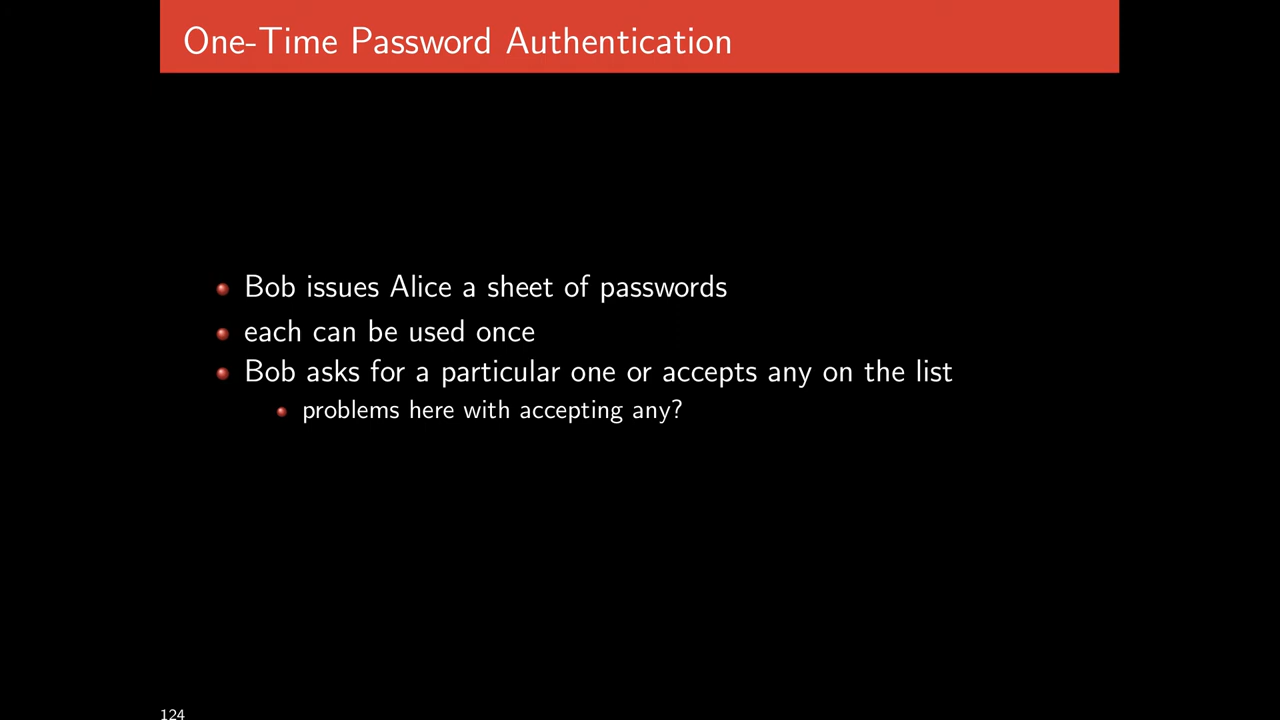 One-Time Password Authentication
Bob issues Alice a sheet of passwords
each can be used once
Bob asks for a particular one or accepts any on the list
problems here with accepting any?
124